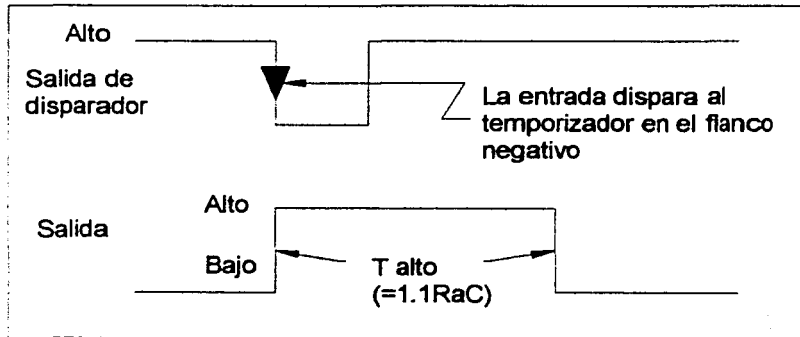 Alto
Salida de
disparador
La entrada dispara al
temporizador en el flanco
negativo
Alto
Salida
Bajo
T alto
(=1.1RaC)